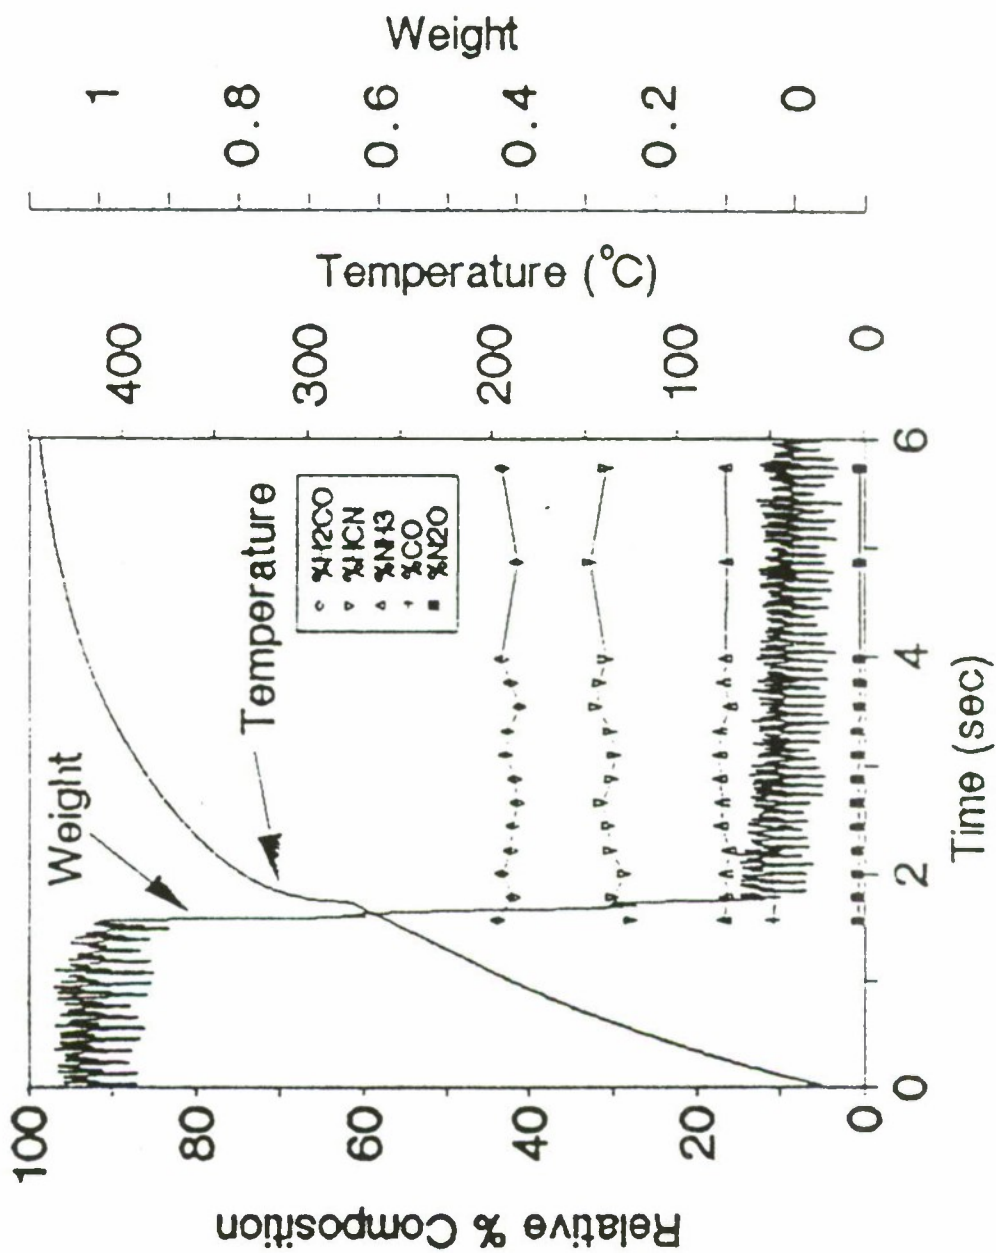 Weight
1
0.8
0.6
0.4
0.2
0
Temperature (°C)
400
300
200
100
0
Weight
Temperature
%H2CO
%HCN
%NH3
%CO
%N2O
100
80
60
40
20
0
Relative % Composition
0
2
4
6
Time (sec)